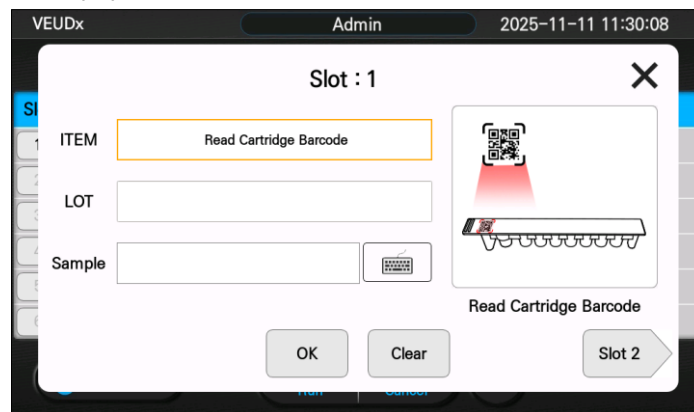 VEUDx Admin 2025-11-11 11:30:08
Slot : 1
ITEM Read Cartridge Barcode
LOT
Sample
Read Cartridge Barcode
OK Clear Slot 2